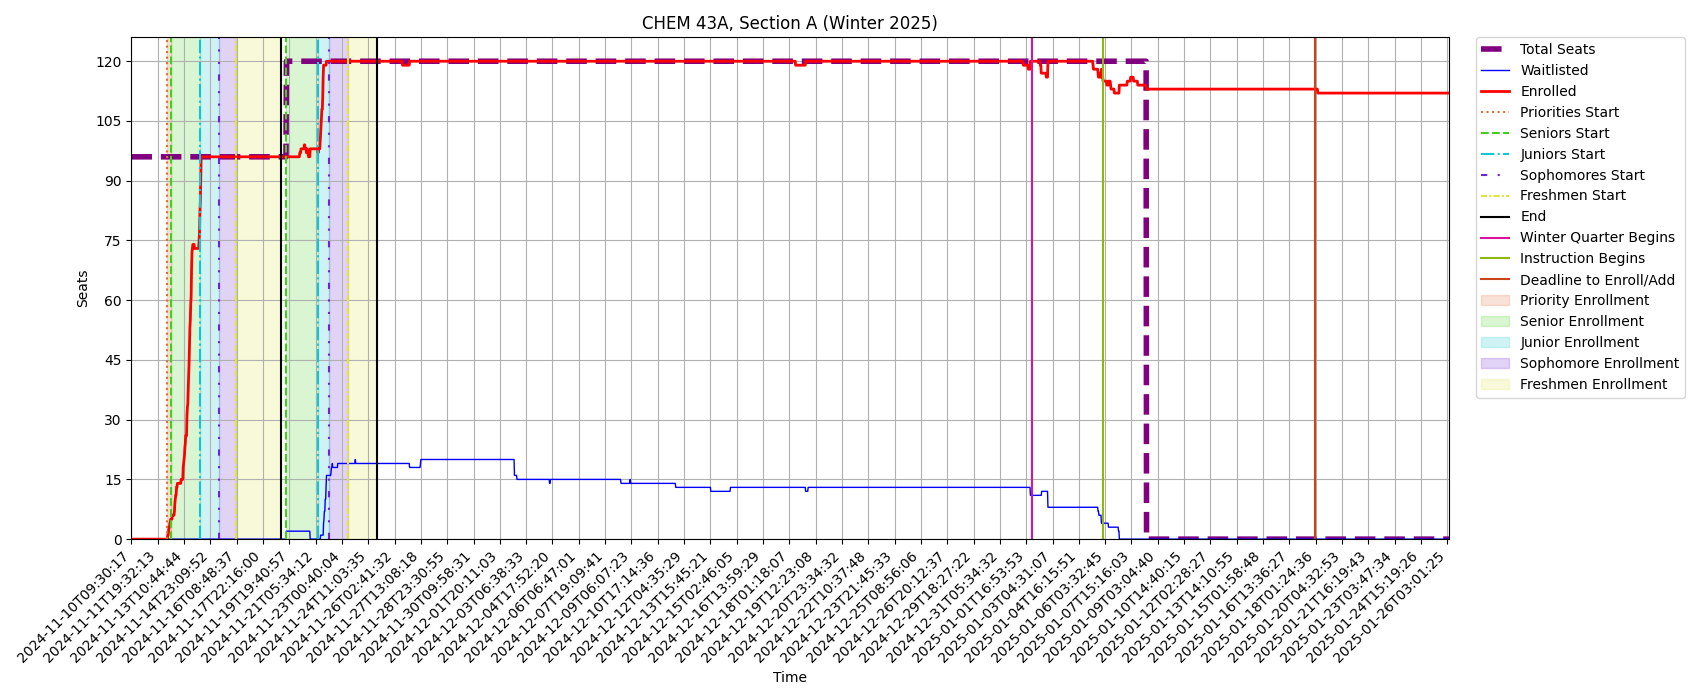 CHEM 43A, Section A (Winter 2025)
Seats
120
105
90
75
60
45
30
15
0
2024-11-10T09:30:17
2024-11-11T19:32:13
2024-11-13T10:44:44
2024-11-14T23:09:52
2024-11-16T08:48:37
2024-11-17T22:16:00
2024-11-19T19:40:57
2024-11-21T05:34:12
2024-11-23T00:40:04
2024-11-24T11:03:35
2024-11-26T02:41:32
2024-11-27T13:08:18
2024-11-28T23:30:55
2024-11-30T09:58:31
2024-12-01T20:11:03
2024-12-03T06:38:33
2024-12-04T17:52:20
2024-12-06T06:47:01
2024-12-07T19:09:41
2024-12-09T06:07:23
2024-12-10T17:14:36
2024-12-12T04:35:29
2024-12-13T15:45:21
2024-12-15T02:46:05
2024-12-16T13:59:29
2024-12-18T01:18:07
2024-12-19T12:23:08
2024-12-20T23:34:32
2024-12-22T10:37:48
2024-12-23T21:45:33
2024-12-25T08:56:06
2024-12-26T20:12:37
2024-12-29T18:27:22
2024-12-31T05:34:32
2025-01-01T16:53:53
2025-01-03T04:31:07
2025-01-04T16:15:51
2025-01-06T03:32:45
2025-01-07T15:16:03
2025-01-09T03:04:40
2025-01-10T14:40:15
2025-01-12T02:28:27
2025-01-13T14:10:55
2025-01-15T01:58:48
2025-01-16T13:36:27
2025-01-18T01:24:36
2025-01-20T04:32:53
2025-01-21T16:19:43
2025-01-23T03:47:34
2025-01-24T15:19:26
2025-01-26T03:01:25
Time
Total Seats
Waitlisted
Enrolled
Priorities Start
Seniors Start
Juniors Start
Sophomores Start
Freshmen Start
End
Winter Quarter Begins
Instruction Begins
Deadline to Enroll/Add
Priority Enrollment
Senior Enrollment
Junior Enrollment
Sophomore Enrollment
Freshmen Enrollment